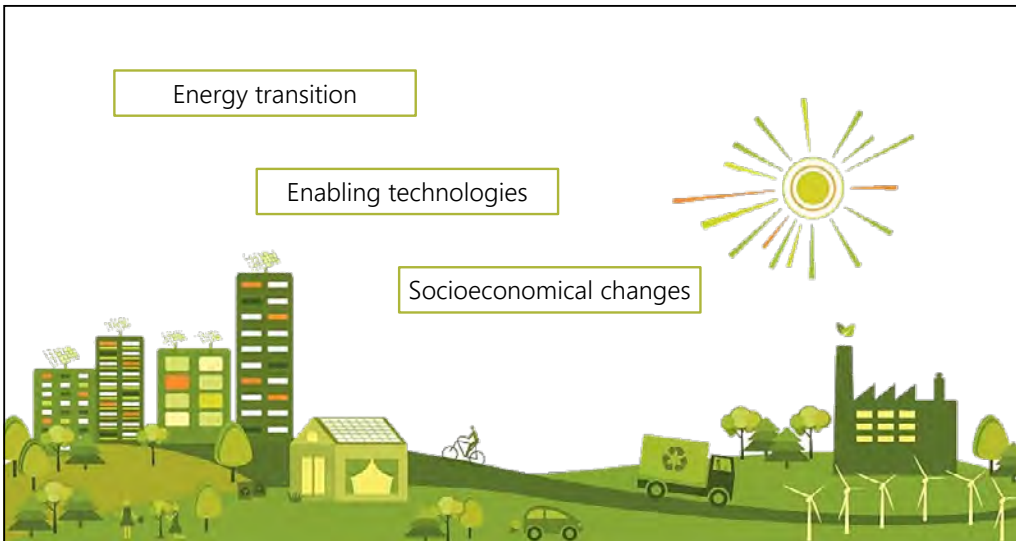 Energy transition
Enabling technologies
Socioeconomical changes